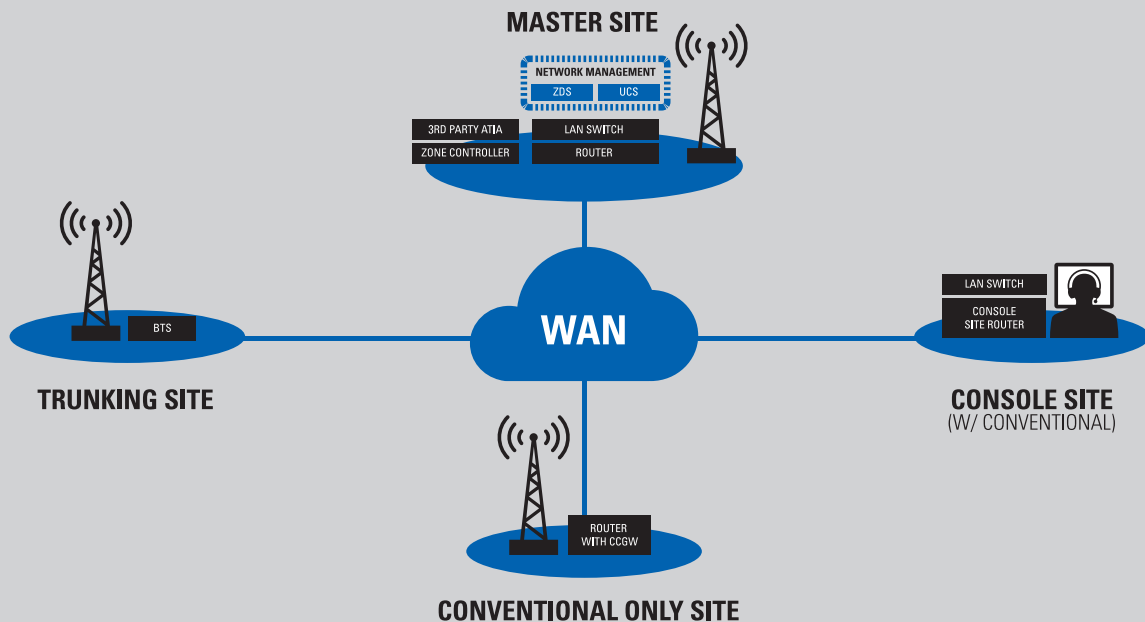 MASTER SITE
NETWORK MANAGEMENT
ZDS UCS
3RD PARTY ATIA LAN SWITCH
ZONE CONTROLLER ROUTER
BTS
TRUNKING SITE
WAN
LAN SWITCH
CONSOLE
SITE ROUTER
CONSOLE SITE
(W/ CONVENTIONAL)
ROUTER
WITH CCGW
CONVENTIONAL ONLY SITE